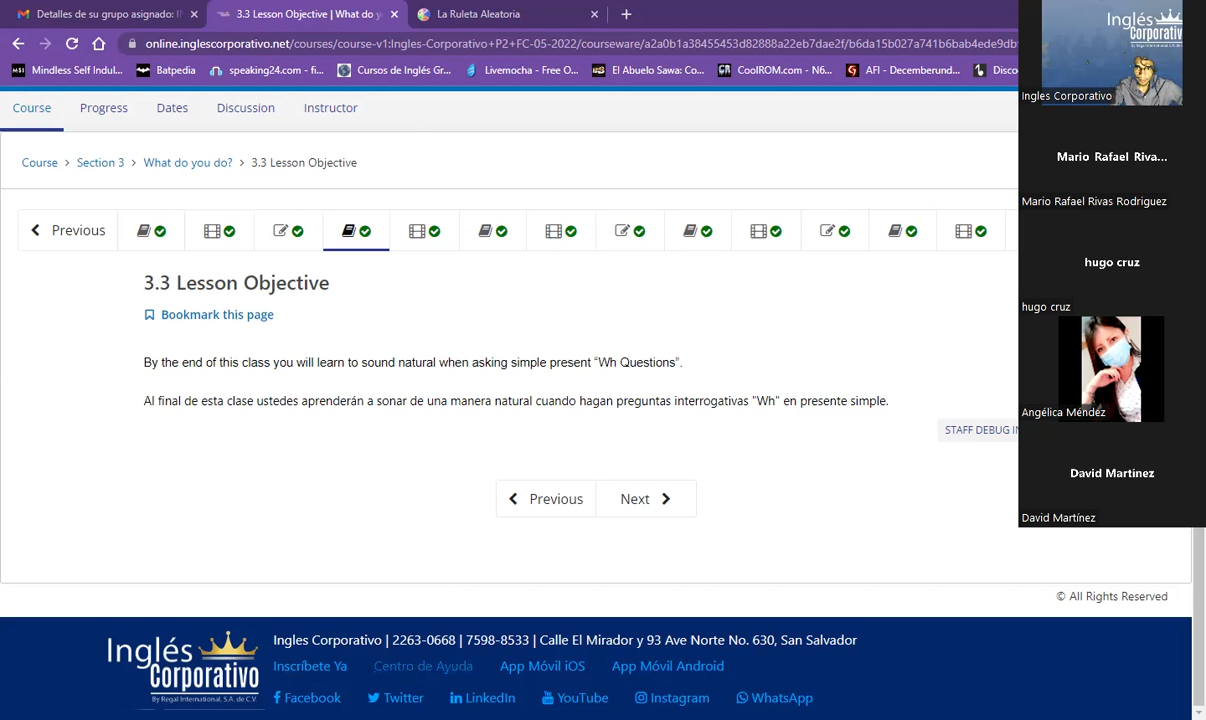 Detalles de su grupo asignado: I
3.3 Lesson Objective | What do y
La Ruleta Aleatoria
online.inglescorporativo.net/courses/course-v1:Ingles-Corporativo+P2+FC-05-2022/courseware/a2a0b1a38455453d82888a22eb7dae2f/b6da15b027a741b6bab4ede9db
Mindless Self Indul...
Batpedia
speaking24.com - fi...
Cursos de Inglés Gr...
Livemocha - Free O...
El Abuelo Sawa: Co...
CoolROM.com - N6...
AFI - Decemberund...
Disco
Course
Progress
Dates
Discussion
Instructor
Course > Section 3 > What do you do? > 3.3 Lesson Objective
Previous
3.3 Lesson Objective
Bookmark this page
By the end of this class you will learn to sound natural when asking simple present “Wh Questions”.
Al final de esta clase ustedes aprenderán a sonar de una manera natural cuando hagan preguntas interrogativas "Wh" en presente simple.
STAFF DEBUG IN
Previous
Next
© All Rights Reserved
Inglés
Corporativo
By Regal International, S.A. de C.V.
Ingles Corporativo | 2263-0668 | 7598-8533 | Calle El Mirador y 93 Ave Norte No. 630, San Salvador
Inscríbete Ya
Centro de Ayuda
App Móvil iOS
App Móvil Android
Facebook
Twitter
LinkedIn
YouTube
Instagram
WhatsApp
Inglés
Corporativo
Ingles Corporativo
Mario Rafael Riva...
Mario Rafael Rivas Rodriguez
hugo cruz
hugo cruz
Angélica Méndez
David Martínez
David Martínez